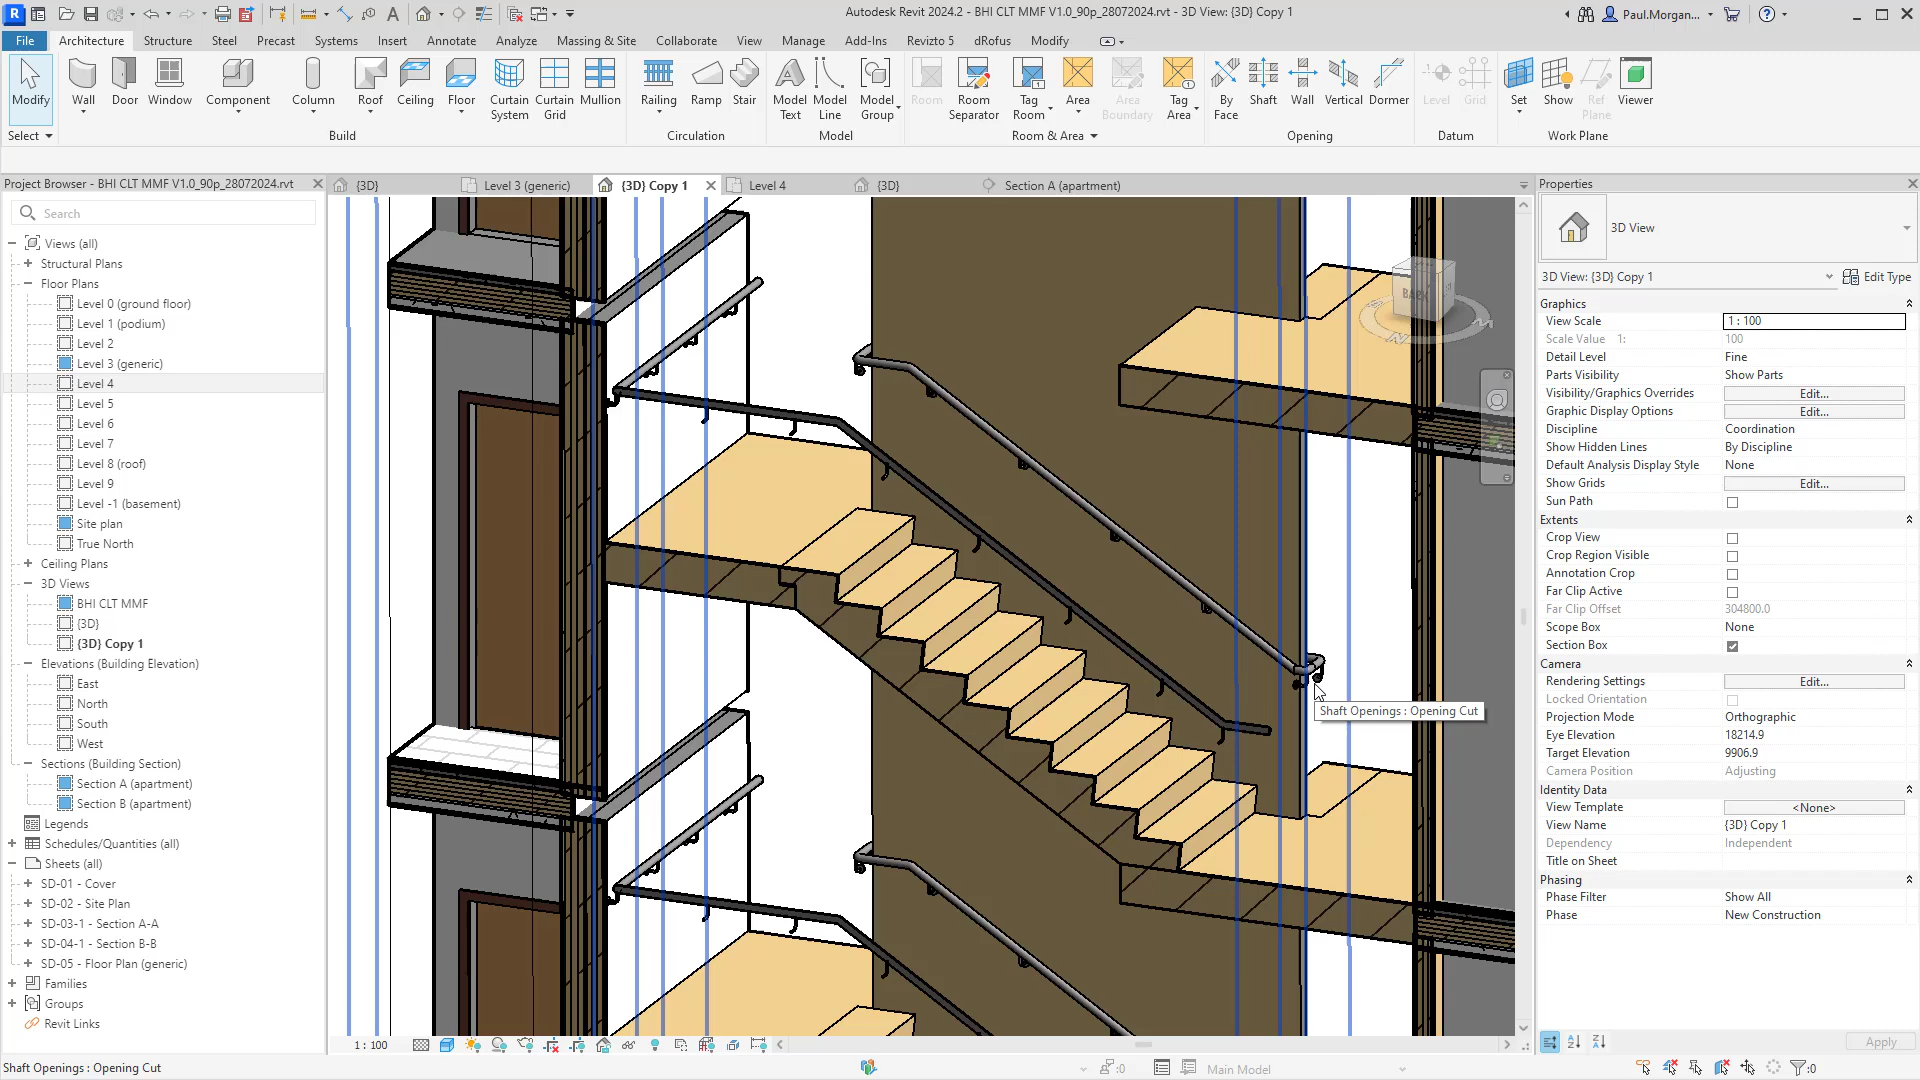 Autodesk Revit 2024.2 - BHI CLT MMF V1.0_90p_28072024.rvt - 3D View: {3D} Copy 1
Paul.Morgan...
File Architecture Structure Steel Precast Systems Insert Annotate Analyze Massing & Site Collaborate View Manage Add-Ins Revizto 5 dRofus Modify
Modify Wall Door Window Component Column Roof Ceiling Floor Curtain System Curtain Grid Mullion Railing Ramp Stair Model Text Model Line Model Group Room Room Separator Tag Room Area Area Boundary Tag Area By Face Shaft Wall Vertical Dormer Level Grid Set Show Ref Plane Viewer
Select Build Circulation Model Room & Area Opening Datum Work Plane
Project Browser - BHI CLT MMF V1.0_90p_28072024.rvt
{3D} Level 3 (generic) {3D} Copy 1 Level 4 {3D} Section A (apartment)
Search
Views (all)
Structural Plans
Floor Plans
Level 0 (ground floor)
Level 1 (podium)
Level 2
Level 3 (generic)
Level 4
Level 5
Level 6
Level 7
Level 8 (roof)
Level 9
Level -1 (basement)
Site plan
True North
Ceiling Plans
3D Views
BHI CLT MMF
{3D}
{3D} Copy 1
Elevations (Building Elevation)
East
North
South
West
Sections (Building Section)
Section A (apartment)
Section B (apartment)
Legends
Schedules/Quantities (all)
Sheets (all)
SD-01 - Cover
SD-02 - Site Plan
SD-03-1 - Section A-A
SD-04-1 - Section B-B
SD-05 - Floor Plan (generic)
Families
Groups
Revit Links
BACK
Shaft Openings : Opening Cut
1 : 100
Properties
3D View
3D View: {3D} Copy 1 Edit Type
Graphics
View Scale 1 : 100
Scale Value 1: 100
Detail Level Fine
Parts Visibility Show Parts
Visibility/Graphics Overrides Edit...
Graphic Display Options Edit...
Discipline Coordination
Show Hidden Lines By Discipline
Default Analysis Display Style None
Show Grids Edit...
Sun Path
Extents
Crop View
Crop Region Visible
Annotation Crop
Far Clip Active
Far Clip Offset 304800.0
Scope Box None
Section Box
Camera
Rendering Settings Edit...
Locked Orientation
Projection Mode Orthographic
Eye Elevation 18214.9
Target Elevation 9906.9
Camera Position Adjusting
Identity Data
View Template <None>
View Name {3D} Copy 1
Dependency Independent
Title on Sheet
Phasing
Phase Filter Show All
Phase New Construction
Apply
Shaft Openings : Opening Cut
:0 Main Model :0